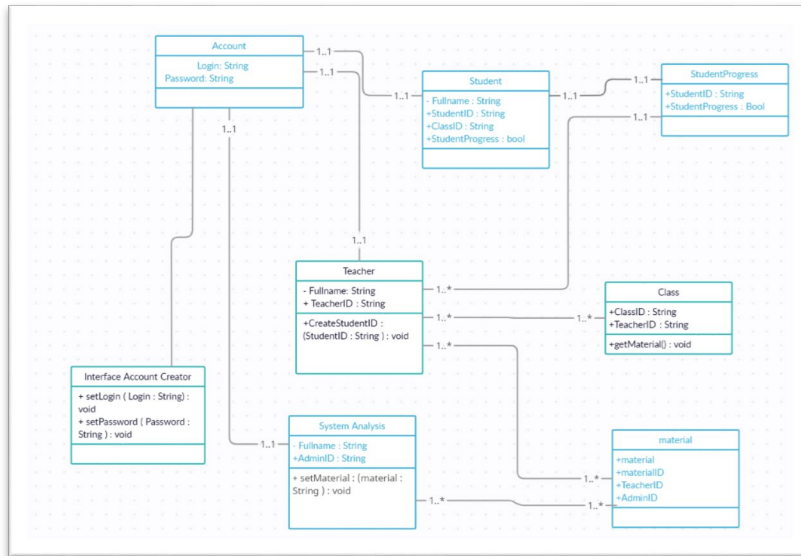 Account
Login: String
Password: String
1..1
1..1
1..1
1..1
Student
- Fullname : String
+StudentID : String
+ClassID : String
+StudentProgress : bool
1..1
1..1
StudentProgress
+StudentID : String
+StudentProgress : Bool
1..1
1..1
Teacher
- Fullname: String
+ TeacherID : String
+CreateStudentID :
(StudentID : String ) : void
1..*
1..*
1..*
1..*
Class
+ClassID : String
+TeacherID : String
+getMaterial() : void
Interface Account Creator
+ setLogin ( Login : String) :
void
+ setPassword ( Password :
String ) : void
1..1
System Analysis
- Fullname : String
+AdminID : String
+ setMaterial : (material :
String ) : void
1..*
1..*
1..*
material
+material
+materialID
+TeacherID
+AdminID